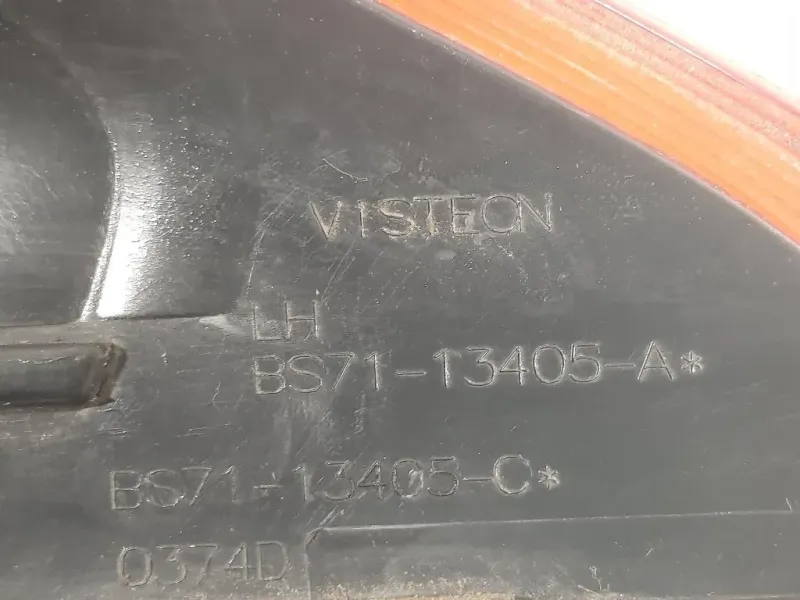 VISTEON
LH
BS71-13405-A*
BS71-13405-C*
0374D